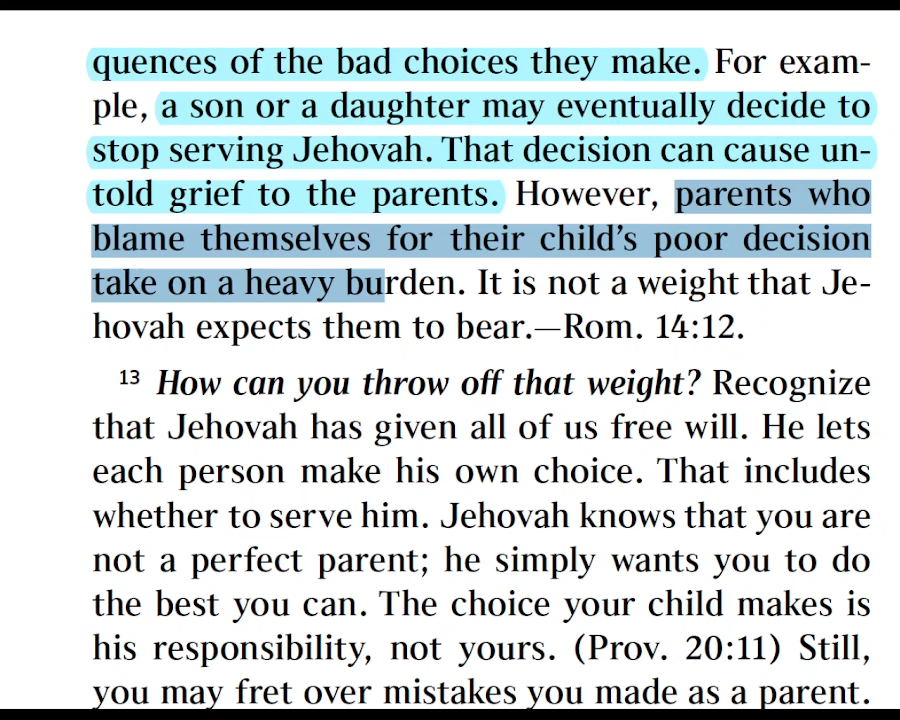 quences of the bad choices they make. For exam-
ple, a son or a daughter may eventually decide to
stop serving Jehovah. That decision can cause un-
told grief to the parents. However, parents who
blame themselves for their child’s poor decision
take on a heavy burden. It is not a weight that Je-
hovah expects them to bear.—Rom. 14:12.
13 How can you throw off that weight? Recognize
that Jehovah has given all of us free will. He lets
each person make his own choice. That includes
whether to serve him. Jehovah knows that you are
not a perfect parent; he simply wants you to do
the best you can. The choice your child makes is
his responsibility, not yours. (Prov. 20:11) Still,
you may fret over mistakes you made as a parent.